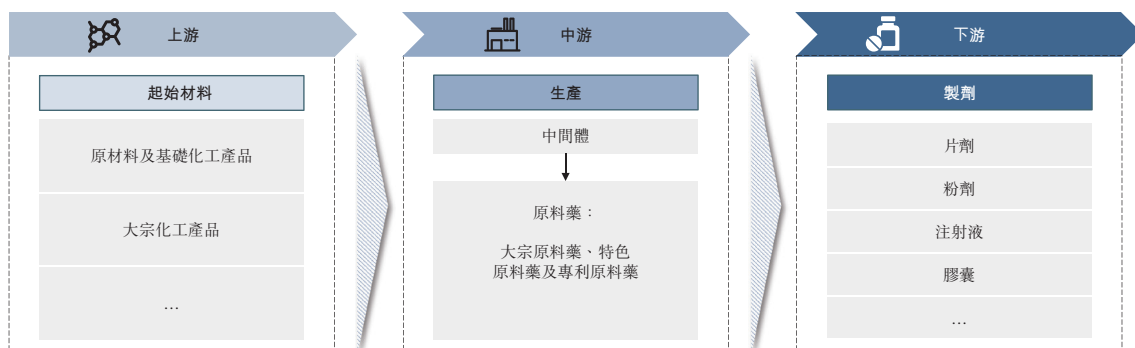 上游
起始材料
原材料及基礎化工產品
大宗化工產品
…
中游
生產
中間體
原料藥：
大宗原料藥、特色
原料藥及專利原料藥
下游
製劑
片劑
粉劑
注射液
膠囊
…